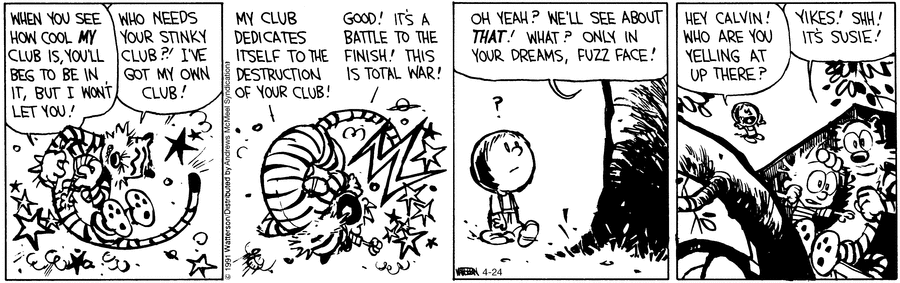 WHEN YOU SEE
HOW COOL MY
CLUB IS, YOU'LL
BEG TO BE IN
IT, BUT I WON'T
LET YOU!
WHO NEEDS
YOUR STINKY
CLUB?! I'VE
GOT MY OWN
CLUB!
© 1991 Watterson/Distributed by Andrews McMeel Syndication
MY CLUB
DEDICATES
ITSELF TO THE
DESTRUCTION
OF YOUR CLUB!
GOOD! IT'S A
BATTLE TO THE
FINISH! THIS
IS TOTAL WAR!
OH YEAH? WE'LL SEE ABOUT
THAT! WHAT? ONLY IN
YOUR DREAMS, FUZZ FACE!
?
WATTERSON 4-24
HEY CALVIN!
WHO ARE YOU
YELLING AT
UP THERE?
YIKES! SHH!
IT'S SUSIE!